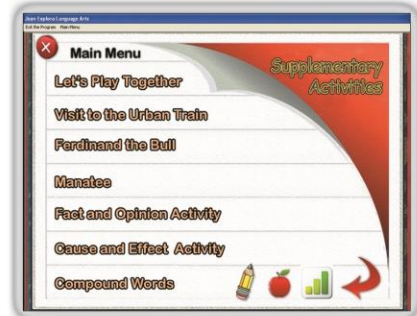 Jean Explora Language Arts
Exit the Program Main Menu
Main Menu
Supplementary
Activities
Let's Play Together
Visit to the Urban Train
Ferdinand the Bull
Manatee
Fact and Opinion Activity
Cause and Effect Activity
Compound Words